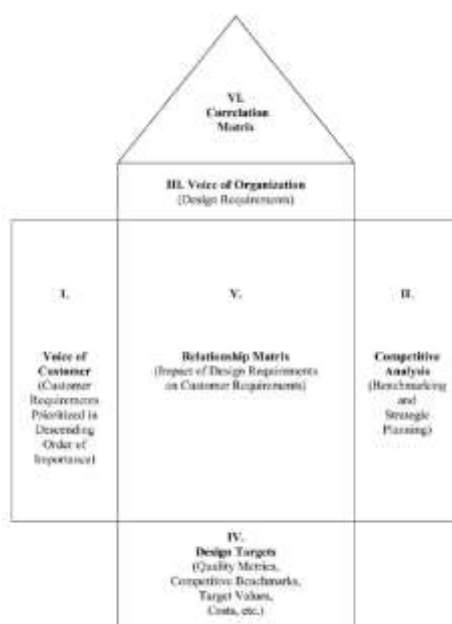 VI.
Correlation
Matrix
III. Voice of Organization
(Design Requirements)
I.
Voice of
Customer
(Customer
Requirements
Prioritized in
Descending
Order of
Importance)
V.
Relationship Matrix
(Impact of Design Requirements
on Customer Requirements)
II.
Competitive
Analysis
(Benchmarking
and
Strategic
Planning)
IV.
Design Targets
(Quality Metrics,
Competitive Benchmarks,
Target Values,
Costs, etc.)